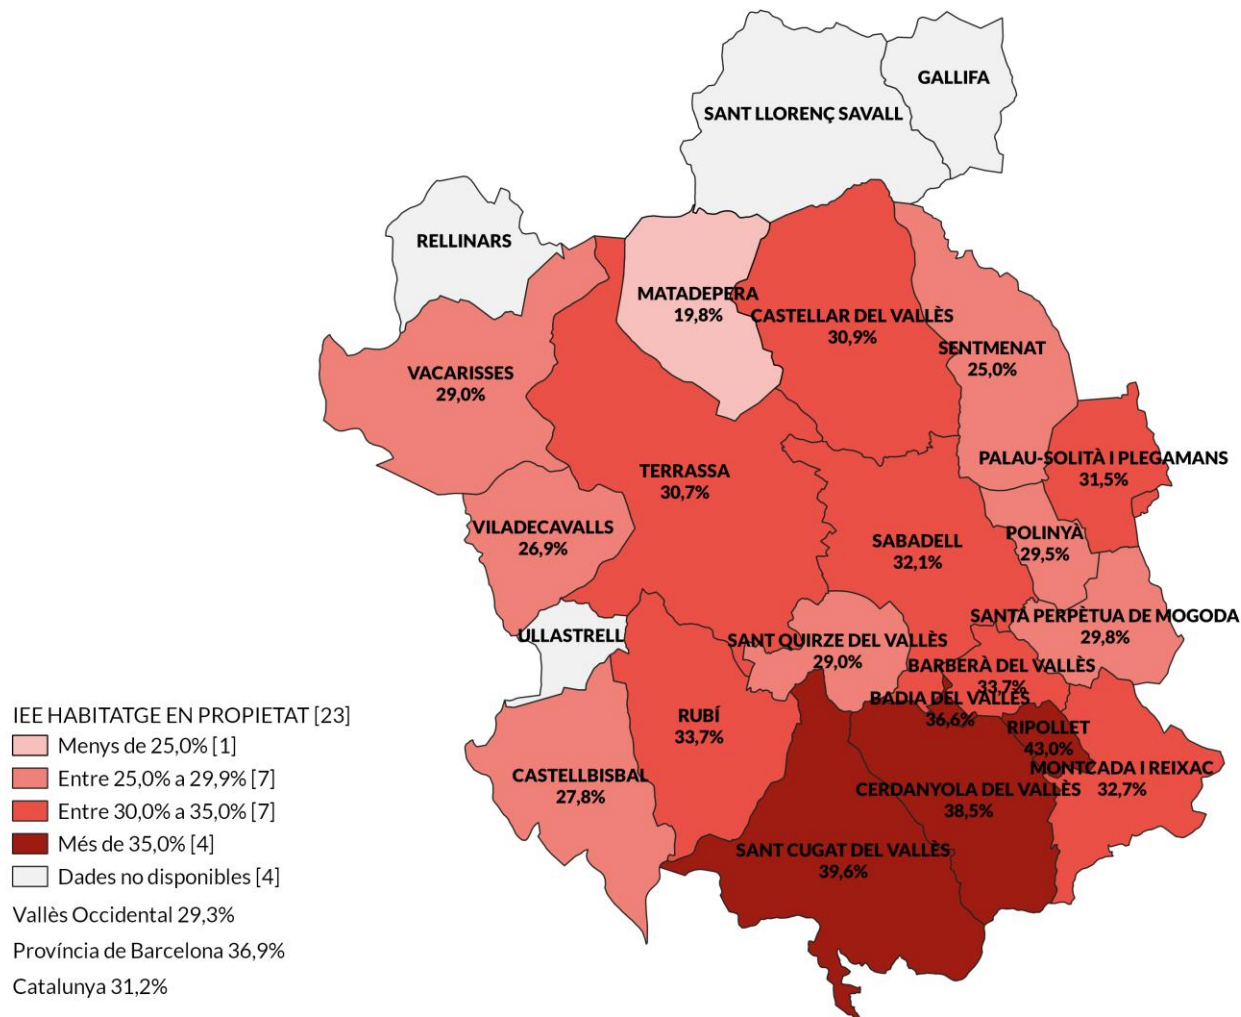 GALLIFA
SANT LLORENÇ SAVALL
RELLINARS
MATADEPERA
19,8%
CASTELLAR DEL VALLÈS
30,9%
SENTMENAT
25,0%
VACARISSES
29,0%
PALAU-SOLITÀ I PLEGAMANS
31,5%
TERRASSA
30,7%
VILADECAVALLS
26,9%
SABADELL
32,1%
POLINYÀ
29,5%
SANTA PERPÈTUA DE MOGODA
29,8%
ULLASTRELL
SANT QUIRZE DEL VALLÈS
29,0%
BARBERÀ DEL VALLÈS
33,7%
BADIA DEL VALLÈS
36,6%
RUBÍ
33,7%
RIPOLLET
43,0%
MONTCADA I REIXAC
32,7%
CASTELLBISBAL
27,8%
CERDANYOLA DEL VALLÈS
38,5%
SANT CUGAT DEL VALLÈS
39,6%
IEE HABITATGE EN PROPIETAT [23]
Menys de 25,0% [1]
Entre 25,0% a 29,9% [7]
Entre 30,0% a 35,0% [7]
Més de 35,0% [4]
Dades no disponibles [4]
Vallès Occidental 29,3%
Província de Barcelona 36,9%
Catalunya 31,2%